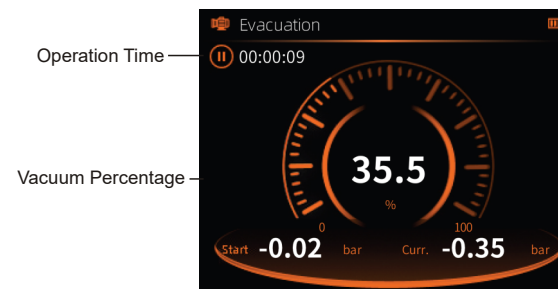 Evacuation
Operation Time
00:00:09
Vacuum Percentage
35.5
%
0 100
Start -0.02 bar Curr. -0.35 bar